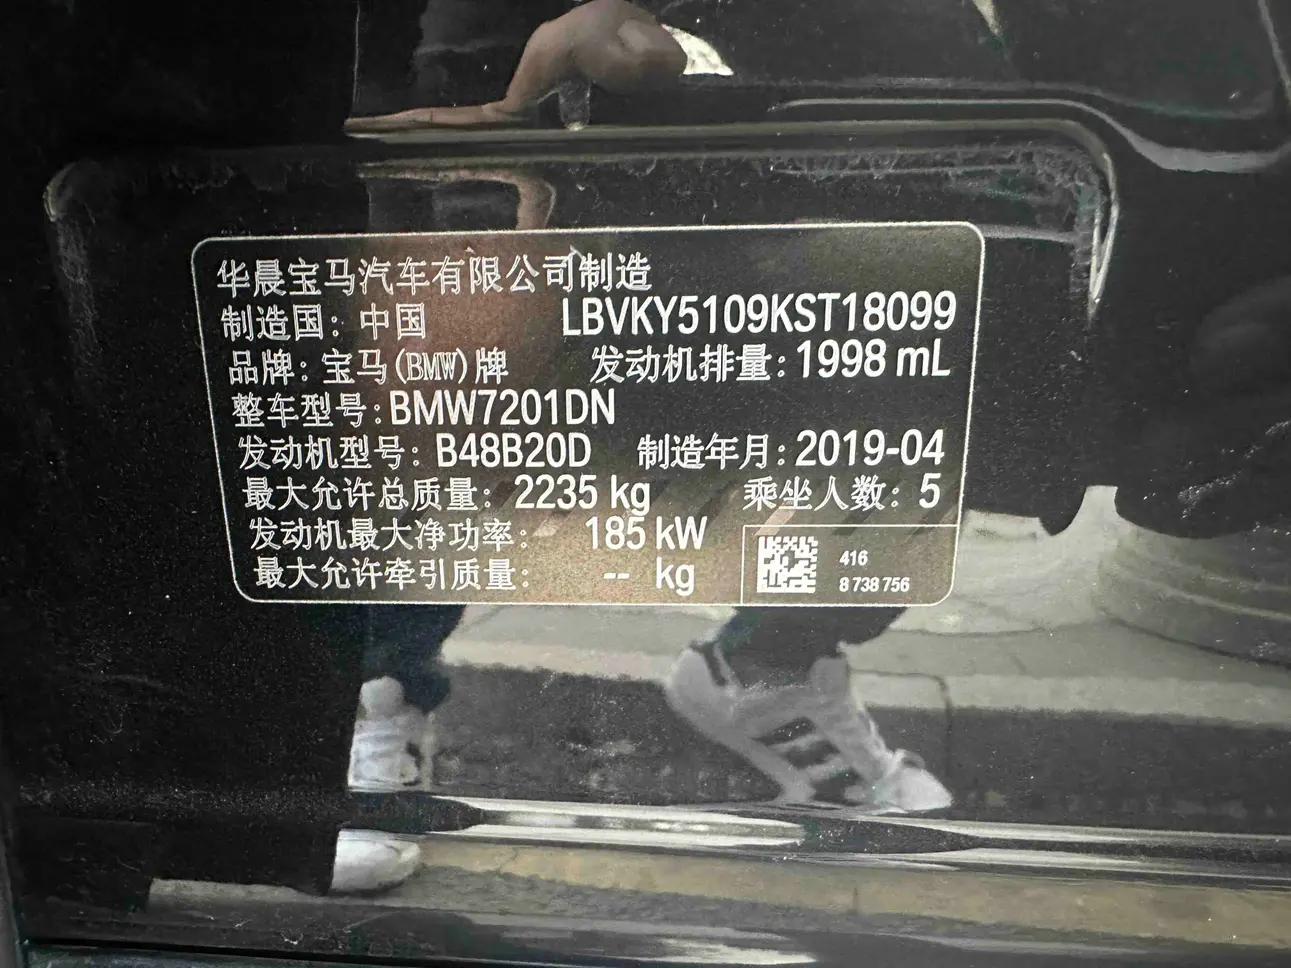 华晨宝马汽车有限公司制造
制造国：中国 LBVKY5109KST18099
品牌：宝马(BMW)牌 发动机排量：1998 mL
整车型号：BMW7201DN
发动机型号：B48B20D 制造年月：2019-04
最大允许总质量：2235 kg 乘坐人数：5
发动机最大净功率：185 kW
最大允许牵引质量：-- kg
416
8 738 756